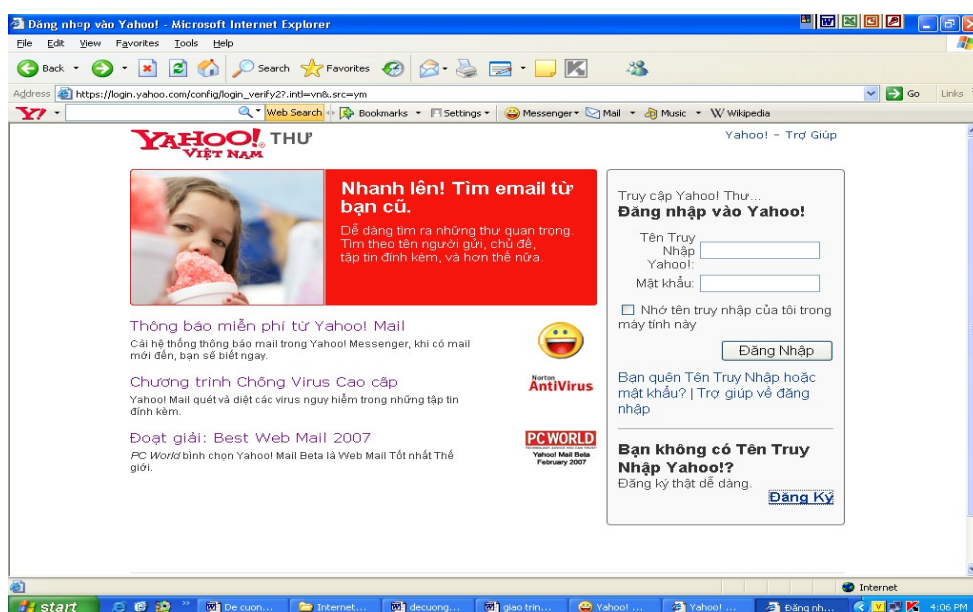 Đăng nhập vào Yahoo! - Microsoft Internet Explorer
File Edit View Favorites Tools Help
Back Search Favorites
Address https://login.yahoo.com/config/login_verify2?.intl=vn&.src=ym Go Links
Y! Web Search Bookmarks Settings Messenger Mail Music W Wikipedia
YAHOO! THƯ
VIỆT NAM
Yahoo! - Trợ Giúp
Nhanh lên! Tìm email từ
bạn cũ.
Dễ dàng tìm ra những thư quan trọng.
Tìm theo tên người gửi, chủ đề,
tập tin đính kèm, và hơn thế nữa.
Thông báo miễn phí từ Yahoo! Mail
Cài hệ thống thông báo mail trong Yahoo! Messenger, khi có mail
mới đến, bạn sẽ biết ngay.
Chương trình Chống Virus Cao cấp
Yahoo! Mail quét và diệt các virus nguy hiểm trong những tập tin
đính kèm.
Norton
AntiVirus
Đoạt giải: Best Web Mail 2007
PC World bình chọn Yahoo! Mail Beta là Web Mail Tốt nhất Thế
giới.
PC WORLD
Yahoo! Mail Beta
February 2007
Truy cập Yahoo! Thư...
Đăng nhập vào Yahoo!
Tên Truy
Nhập
Yahoo!:
Mật khẩu:
Nhớ tên truy nhập của tôi trong
máy tính này
Đăng Nhập
Bạn quên Tên Truy Nhập hoặc
mật khẩu? | Trợ giúp về đăng
nhập
Bạn không có Tên Truy
Nhập Yahoo!?
Đăng ký thật dễ dàng.
Đăng Ký
Internet
start De cuon... Internet... decuong... giao trin... Yahoo! ... Yahoo! ... Đăng nh... 4:06 PM